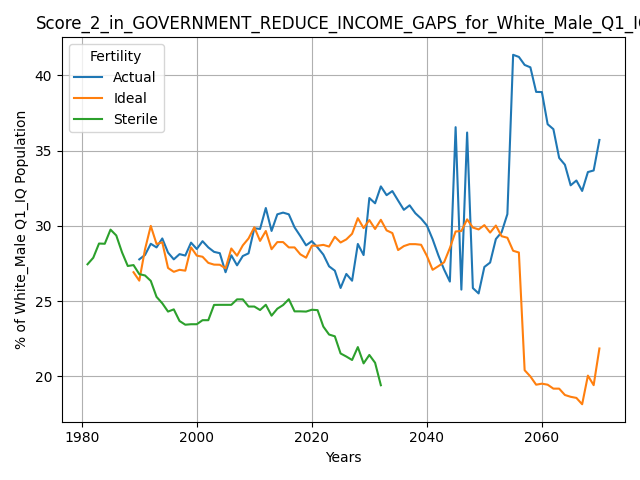 Score_2_in_GOVERNMENT_REDUCE_INCOME_GAPS_for_White_Male_Q1_IQ
Fertility
Actual
Ideal
Sterile
% of White_Male Q1_IQ Population
40
35
30
25
20
1980
2000
2020
2040
2060
Years